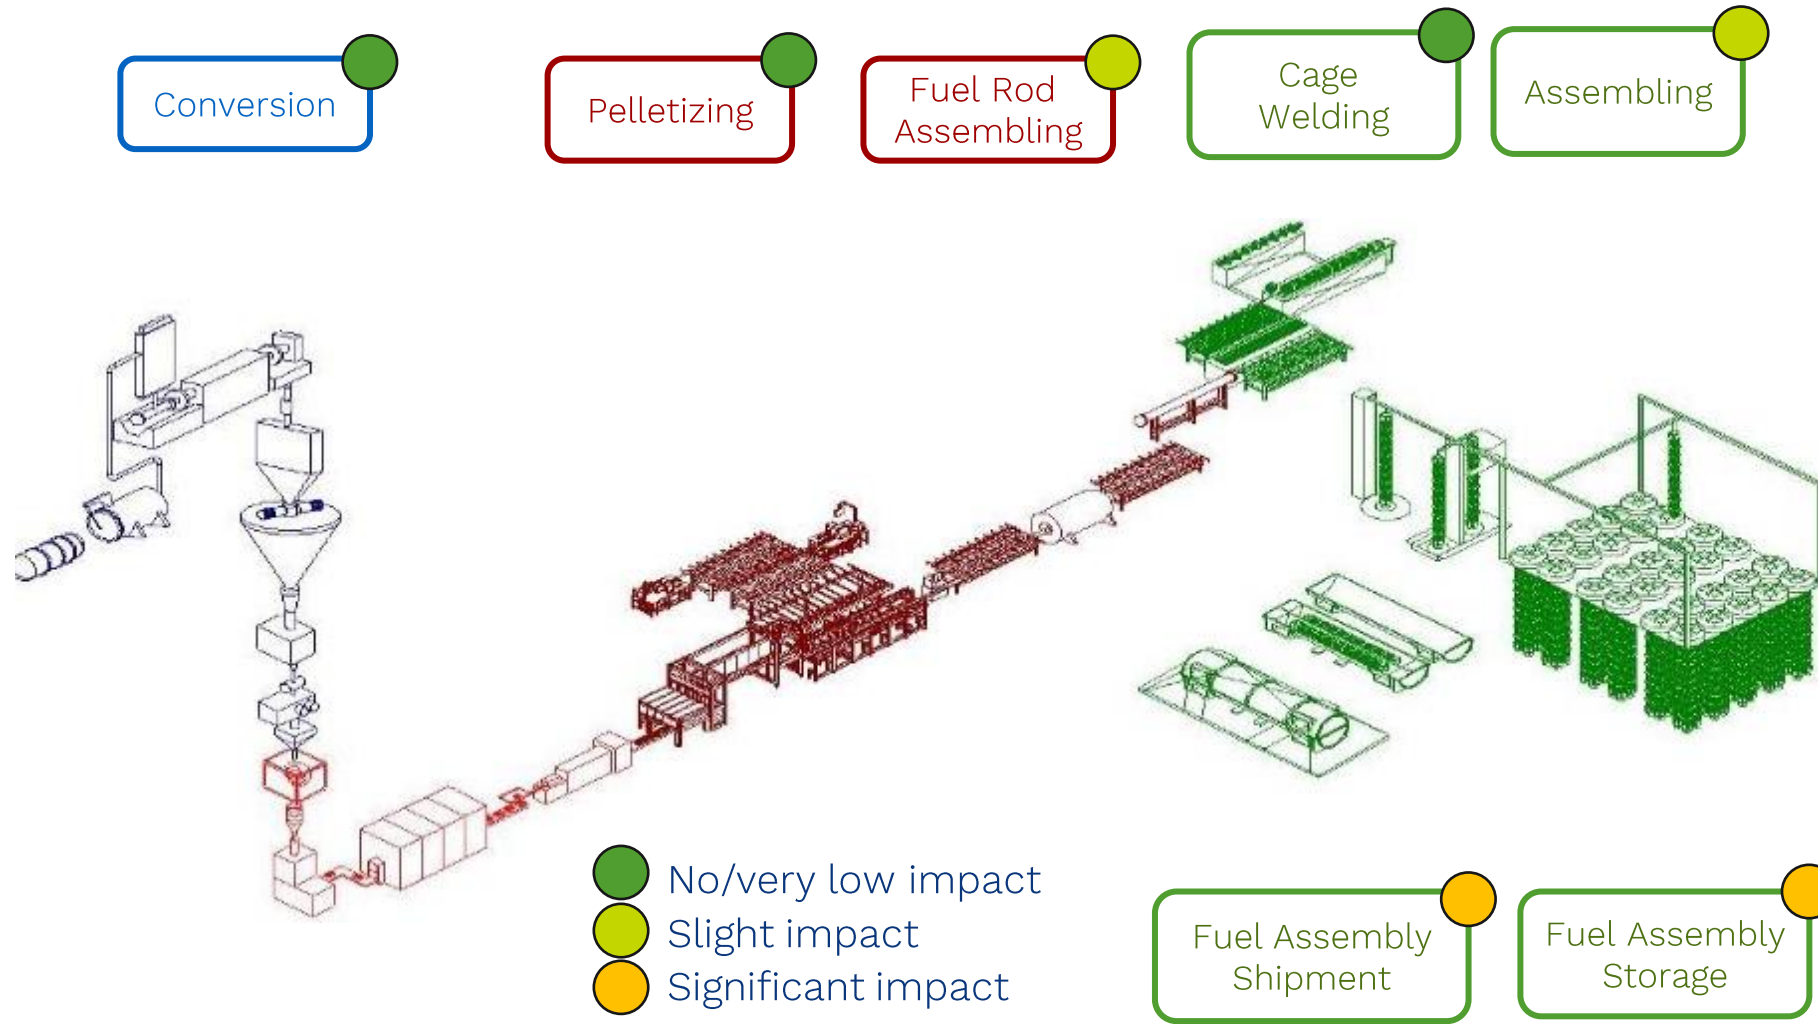 Conversion
Pelletizing
Fuel Rod
Assembling
Cage
Welding
Assembling
No/very low impact
Slight impact
Significant impact
Fuel Assembly
Shipment
Fuel Assembly
Storage